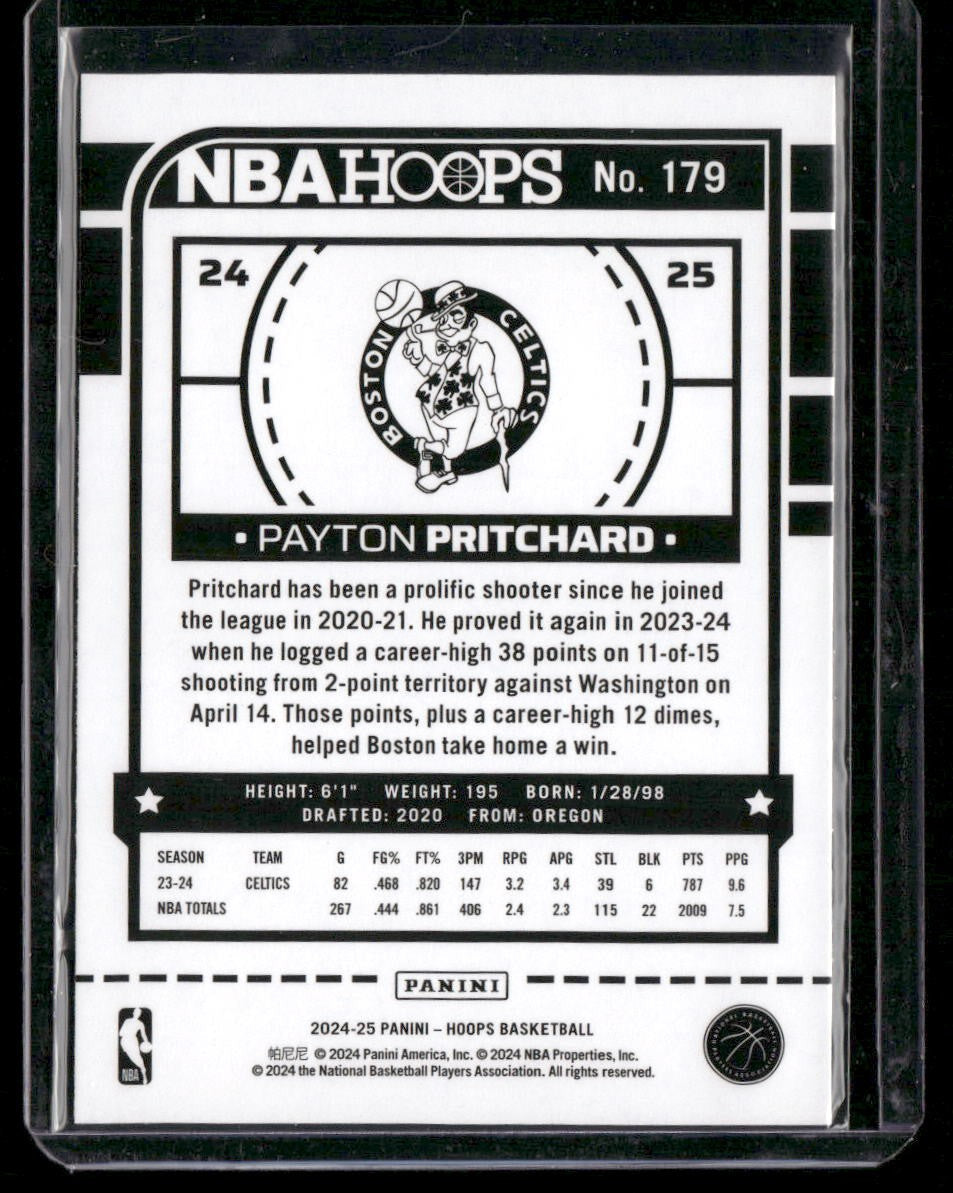 NBA HOOPS No. 179
24 25
BOSTON CELTICS
• PAYTON PRITCHARD •
Pritchard has been a prolific shooter since he joined
the league in 2020-21. He proved it again in 2023-24
when he logged a career-high 38 points on 11-of-15
shooting from 2-point territory against Washington on
April 14. Those points, plus a career-high 12 dimes,
helped Boston take home a win.
HEIGHT: 6'1" WEIGHT: 195 BORN: 1/28/98
DRAFTED: 2020 FROM: OREGON
SEASON TEAM G FG% FT% 3PM RPG APG STL BLK PTS PPG
23-24 CELTICS 82 .468 .820 147 3.2 3.4 39 6 787 9.6
NBA TOTALS 267 .444 .861 406 2.4 2.3 115 22 2009 7.5
PANINI
2024-25 PANINI – HOOPS BASKETBALL
帕尼尼 © 2024 Panini America, Inc. © 2024 NBA Properties, Inc.
© 2024 the National Basketball Players Association. All rights reserved.
NBA
NATIONAL BASKETBALL PLAYERS ASSOCIATION